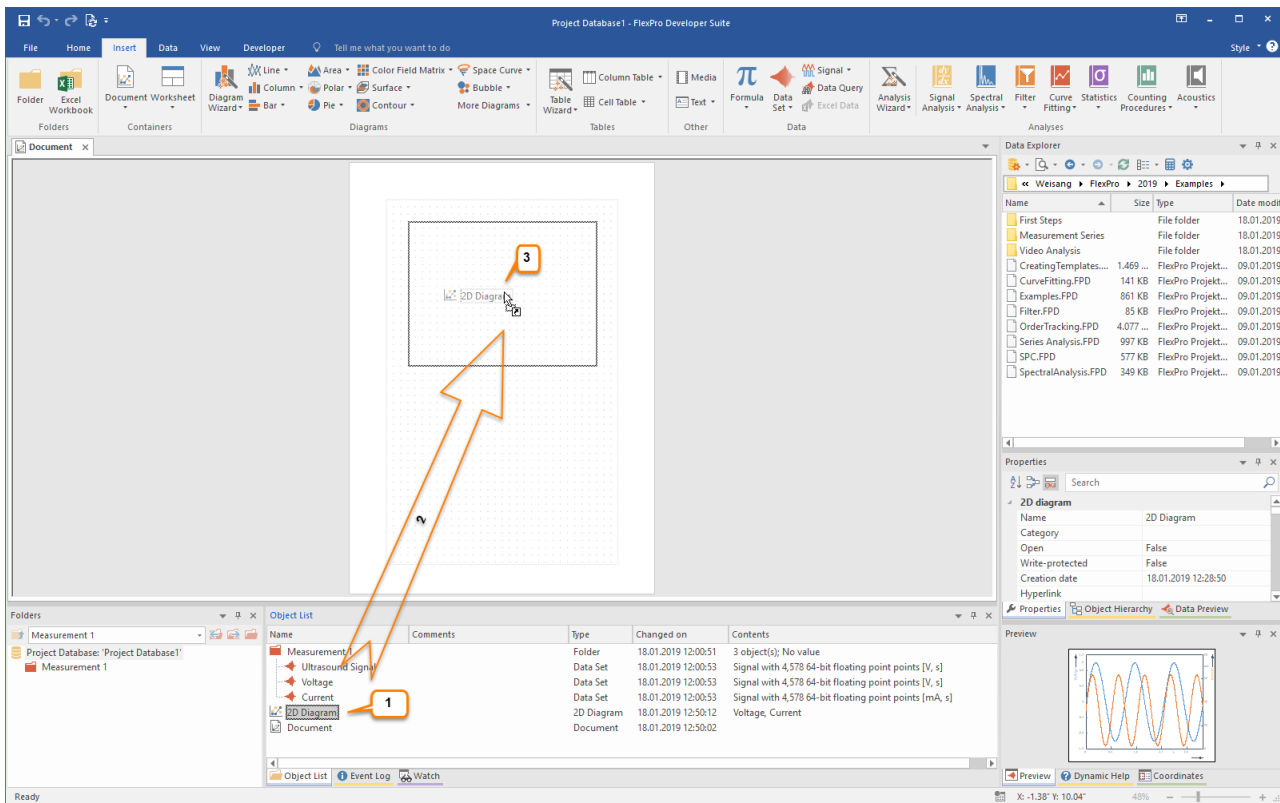 Project Database1 - FlexPro Developer Suite
File Home Insert Data View Developer Tell me what you want to do Style
Folder
Excel Workbook
Folders
Document
Worksheet
Containers
Diagram Wizard
Line Area Color Field Matrix Space Curve
Column Polar Surface Bubble
Bar Pie Contour More Diagrams
Diagrams
Table Wizard
Column Table
Cell Table
Tables
Media
Text
Other
Formula
Data Set
Signal
Data Query
Excel Data
Data
Analysis Wizard
Signal Analysis
Spectral Analysis
Filter
Curve Fitting
Statistics
Counting Procedures
Acoustics
Analyses
Document
3
2D Diagram
2
Data Explorer
« Weisang FlexPro 2019 Examples
Name Size Type Date modif
First Steps File folder 18.01.2019
Measurement Series File folder 18.01.2019
Video Analysis File folder 18.01.2019
CreatingTemplates.... 1.469 ... FlexPro Projekt... 09.01.2019
CurveFitting.FPD 141 KB FlexPro Projekt... 09.01.2019
Examples.FPD 861 KB FlexPro Projekt... 09.01.2019
Filter.FPD 85 KB FlexPro Projekt... 09.01.2019
OrderTracking.FPD 4.077 ... FlexPro Projekt... 09.01.2019
Series Analysis.FPD 997 KB FlexPro Projekt... 09.01.2019
SPC.FPD 577 KB FlexPro Projekt... 09.01.2019
SpectralAnalysis.FPD 349 KB FlexPro Projekt... 09.01.2019
Properties
Search
2D diagram
Name 2D Diagram
Category
Open False
Write-protected False
Creation date 18.01.2019 12:28:50
Hyperlink
Properties Object Hierarchy Data Preview
Folders
Measurement 1
Project Database: 'Project Database1'
Measurement 1
Object List
Name Comments Type Changed on Contents
Measurement 1 Folder 18.01.2019 12:00:51 3 object(s); No value
Ultrasound Signal Data Set 18.01.2019 12:00:53 Signal with 4,578 64-bit floating point points [V, s]
Voltage Data Set 18.01.2019 12:00:53 Signal with 4,578 64-bit floating point points [V, s]
Current Data Set 18.01.2019 12:00:53 Signal with 4,578 64-bit floating point points [mA, s]
2D Diagram 2D Diagram 18.01.2019 12:50:12 Voltage, Current
1
Document Document 18.01.2019 12:50:02
Object List Event Log Watch
Preview
Preview Dynamic Help Coordinates
Ready X: -1.38" Y: 10.04" 48%